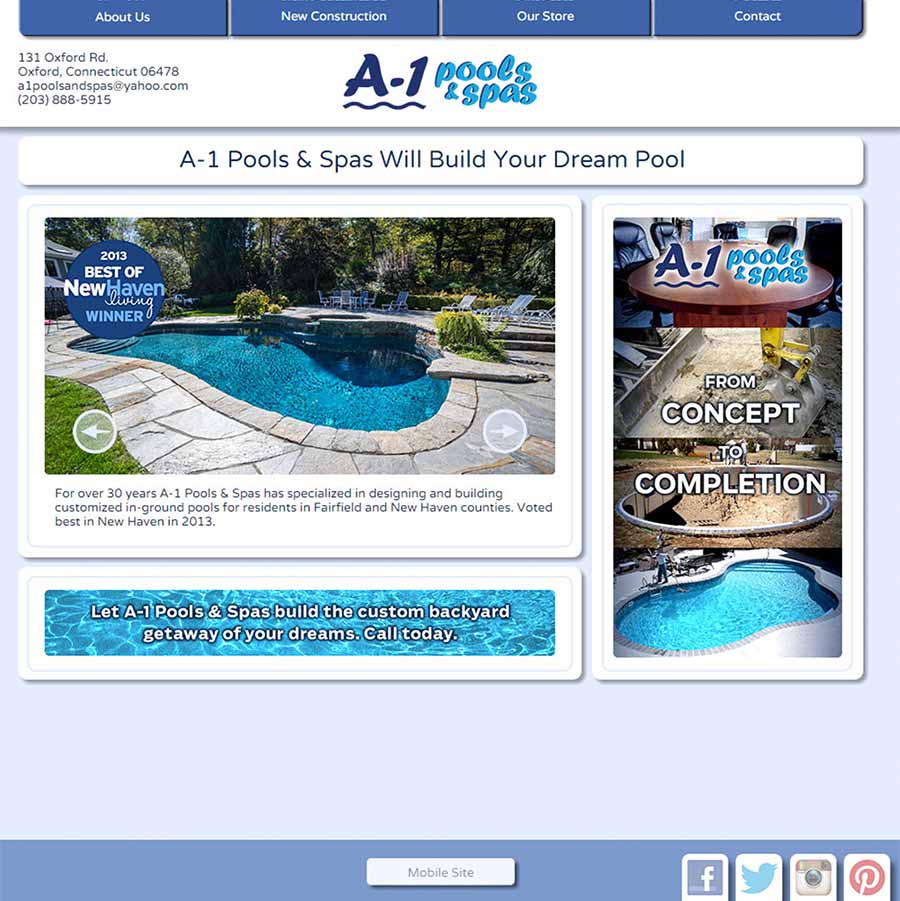 About Us
New Construction
Our Store
Contact
131 Oxford Rd.
Oxford, Connecticut 06478
a1poolsandspas@yahoo.com
(203) 888-5915
A-1 pools
& spas
A-1 Pools & Spas Will Build Your Dream Pool
2013
BEST OF
NewHaven
living
WINNER
For over 30 years A-1 Pools & Spas has specialized in designing and building
customized in-ground pools for residents in Fairfield and New Haven counties. Voted
best in New Haven in 2013.
Let A-1 Pools & Spas build the custom backyard
getaway of your dreams. Call today.
A-1 pools
& spas
FROM
CONCEPT
TO
COMPLETION
Mobile Site